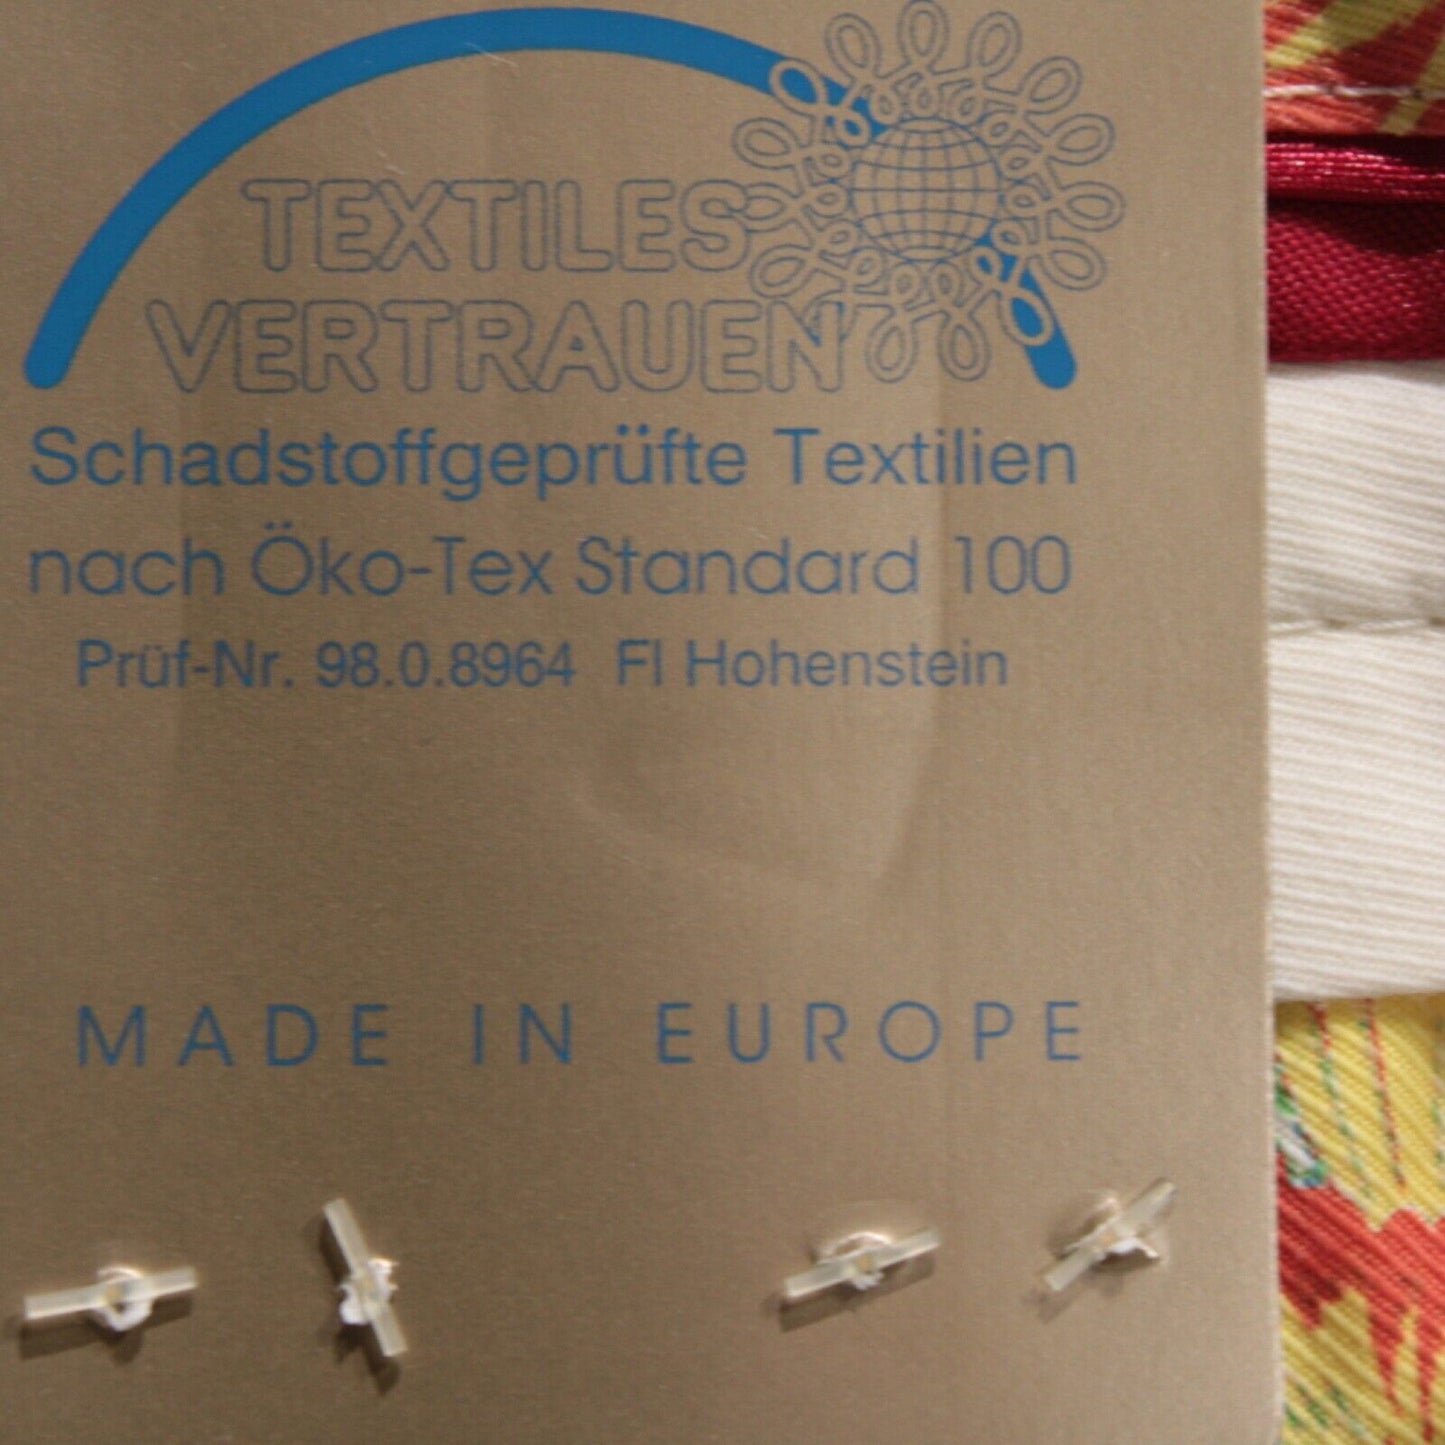 TEXTILES
VERTRAUEN
Schadstoffgeprüfte Textilien
nach Öko-Tex Standard 100
Prüf-Nr. 98.0.8964 FI Hohenstein
MADE IN EUROPE